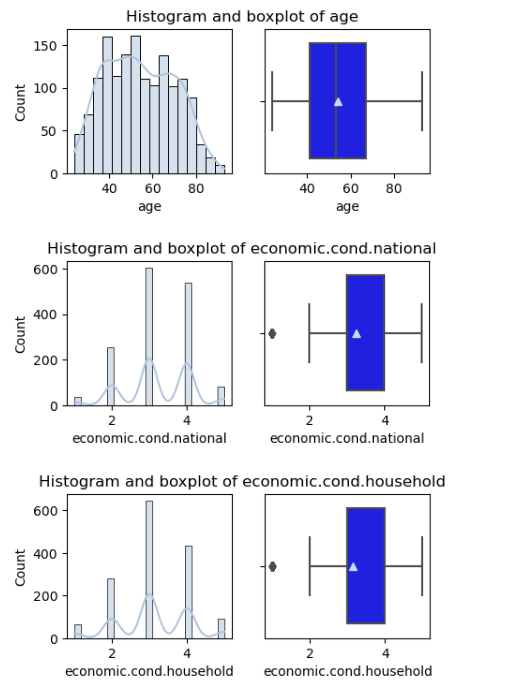 Histogram and boxplot of age
150
100
50
0
Count
40 60 80
age
40 60 80
age
Histogram and boxplot of economic.cond.national
600
400
200
0
Count
2 4
economic.cond.national
2 4
economic.cond.national
Histogram and boxplot of economic.cond.household
600
400
200
0
Count
2 4
economic.cond.household
2 4
economic.cond.household